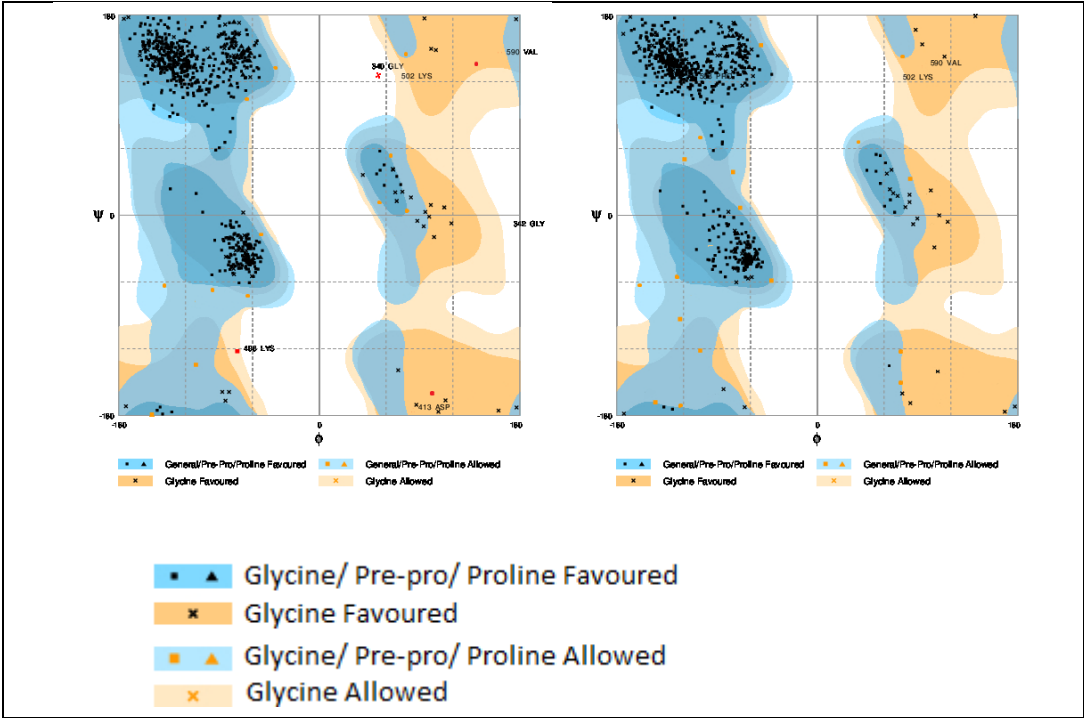 180
590 VAL
340 GLY
502 LYS
Ψ 0
342 GLY
486 LYS
413 ASP
-180
-180 0 180
Φ
General/Pre-Pro/Proline Favoured General/Pre-Pro/Proline Allowed
Glycine Favoured Glycine Allowed
180
590 VAL
502 LYS
Ψ 0
-180
-180 0 180
Φ
General/Pre-Pro/Proline Favoured General/Pre-Pro/Proline Allowed
Glycine Favoured Glycine Allowed
Glycine/ Pre-pro/ Proline Favoured
Glycine Favoured
Glycine/ Pre-pro/ Proline Allowed
Glycine Allowed